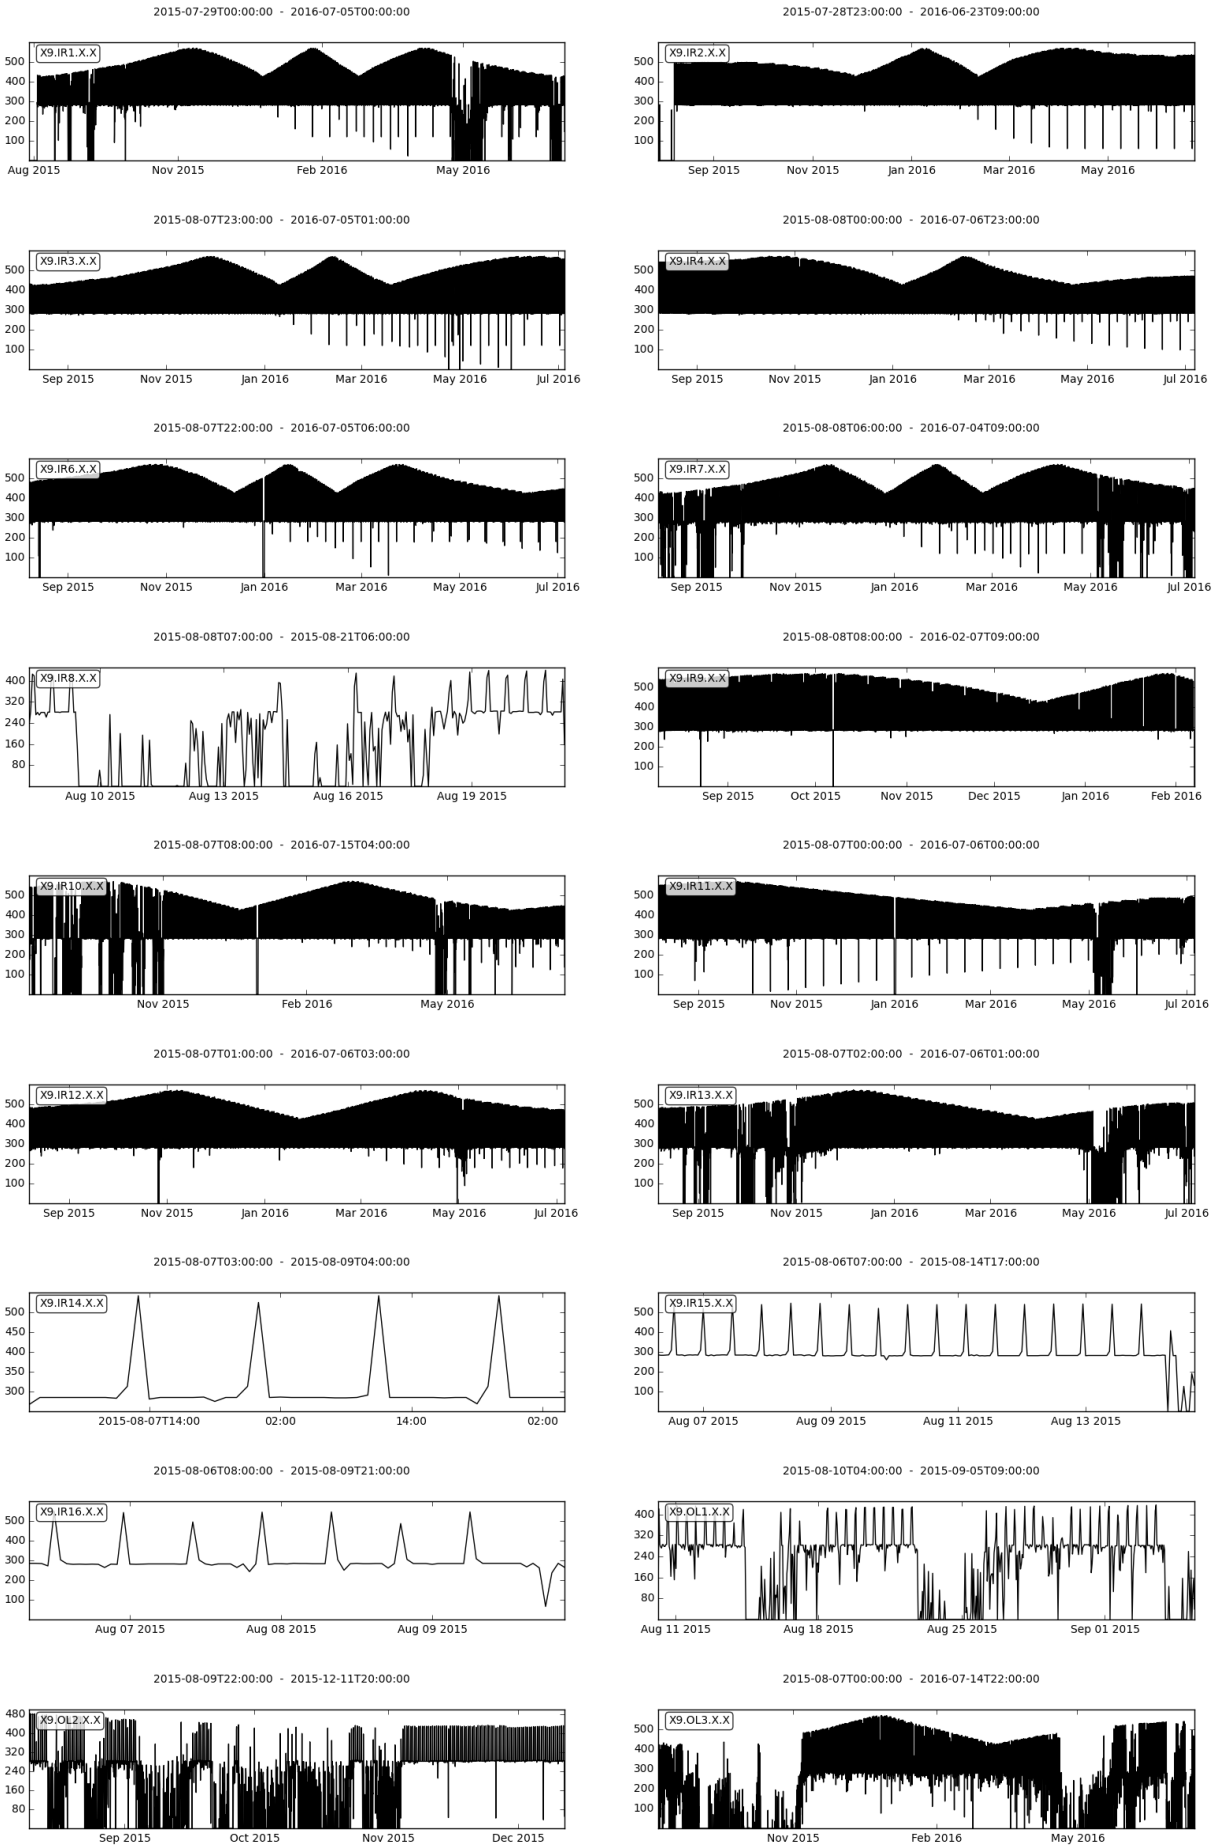 2015-07-29T00:00:00 - 2016-07-05T00:00:00
2015-07-28T23:00:00 - 2016-06-23T09:00:00
X9.IR1.X.X
500
400
300
200
100
Aug 2015 Nov 2015 Feb 2016 May 2016
X9.IR2.X.X
500
400
300
200
100
Sep 2015 Nov 2015 Jan 2016 Mar 2016 May 2016
2015-08-07T23:00:00 - 2016-07-05T01:00:00
2015-08-08T00:00:00 - 2016-07-06T23:00:00
X9.IR3.X.X
500
400
300
200
100
Sep 2015 Nov 2015 Jan 2016 Mar 2016 May 2016 Jul 2016
X9.IR4.X.X
500
400
300
200
100
Sep 2015 Nov 2015 Jan 2016 Mar 2016 May 2016 Jul 2016
2015-08-07T22:00:00 - 2016-07-05T06:00:00
2015-08-08T06:00:00 - 2016-07-04T09:00:00
X9.IR6.X.X
500
400
300
200
100
Sep 2015 Nov 2015 Jan 2016 Mar 2016 May 2016 Jul 2016
X9.IR7.X.X
500
400
300
200
100
Sep 2015 Nov 2015 Jan 2016 Mar 2016 May 2016 Jul 2016
2015-08-08T07:00:00 - 2015-08-21T06:00:00
2015-08-08T08:00:00 - 2016-02-07T09:00:00
X9.IR8.X.X
400
320
240
160
80
Aug 10 2015 Aug 13 2015 Aug 16 2015 Aug 19 2015
X9.IR9.X.X
500
400
300
200
100
Sep 2015 Oct 2015 Nov 2015 Dec 2015 Jan 2016 Feb 2016
2015-08-07T08:00:00 - 2016-07-15T04:00:00
2015-08-07T00:00:00 - 2016-07-06T00:00:00
X9.IR10.X.X
500
400
300
200
100
Nov 2015 Feb 2016 May 2016
X9.IR11.X.X
500
400
300
200
100
Sep 2015 Nov 2015 Jan 2016 Mar 2016 May 2016 Jul 2016
2015-08-07T01:00:00 - 2016-07-06T03:00:00
2015-08-07T02:00:00 - 2016-07-06T01:00:00
X9.IR12.X.X
500
400
300
200
100
Sep 2015 Nov 2015 Jan 2016 Mar 2016 May 2016 Jul 2016
X9.IR13.X.X
500
400
300
200
100
Sep 2015 Nov 2015 Jan 2016 Mar 2016 May 2016 Jul 2016
2015-08-07T03:00:00 - 2015-08-09T04:00:00
2015-08-06T07:00:00 - 2015-08-14T17:00:00
X9.IR14.X.X
500
450
400
350
300
2015-08-07T14:00 02:00 14:00 02:00
X9.IR15.X.X
500
400
300
200
100
Aug 07 2015 Aug 09 2015 Aug 11 2015 Aug 13 2015
2015-08-06T08:00:00 - 2015-08-09T21:00:00
2015-08-10T04:00:00 - 2015-09-05T09:00:00
X9.IR16.X.X
500
400
300
200
100
Aug 07 2015 Aug 08 2015 Aug 09 2015
X9.OL1.X.X
400
320
240
160
80
Aug 11 2015 Aug 18 2015 Aug 25 2015 Sep 01 2015
2015-08-09T22:00:00 - 2015-12-11T20:00:00
2015-08-07T00:00:00 - 2016-07-14T22:00:00
X9.OL2.X.X
480
400
320
240
160
80
Sep 2015 Oct 2015 Nov 2015 Dec 2015
X9.OL3.X.X
500
400
300
200
100
Nov 2015 Feb 2016 May 2016